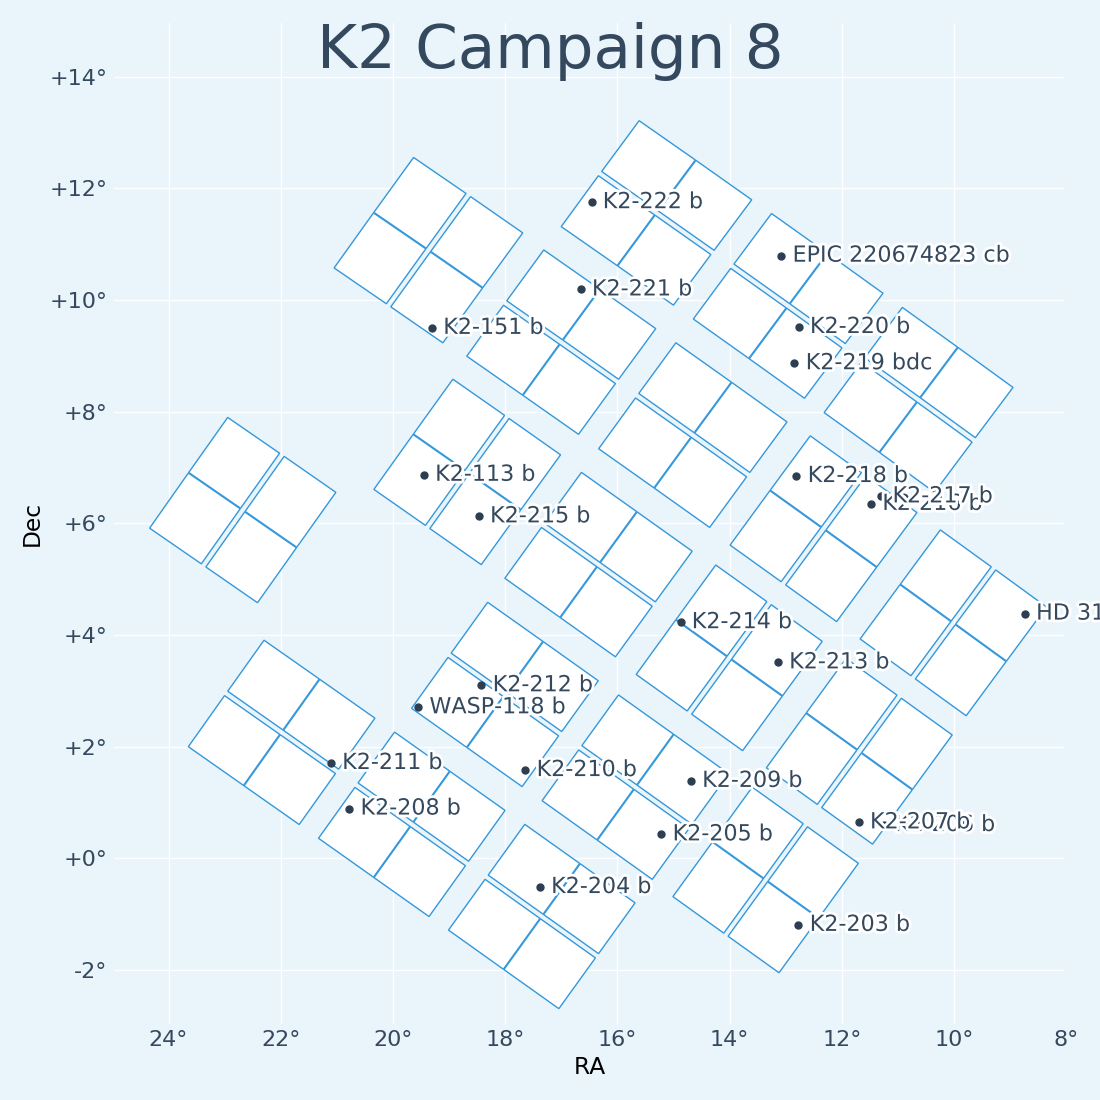 K2 Campaign 8
+14°
+12°
+10°
+8°
+6°
+4°
+2°
+0°
-2°
Dec
K2-222 b
EPIC 220674823 cb
K2-221 b
K2-151 b
K2-220 b
K2-219 bdc
K2-113 b
K2-218 b
K2-217 b
K2-215 b
HD 31
K2-214 b
K2-213 b
K2-212 b
WASP-118 b
K2-211 b
K2-210 b
K2-209 b
K2-208 b
K2-207 b
K2-205 b
K2-204 b
K2-203 b
24°
22°
20°
18°
16°
14°
12°
10°
8°
RA